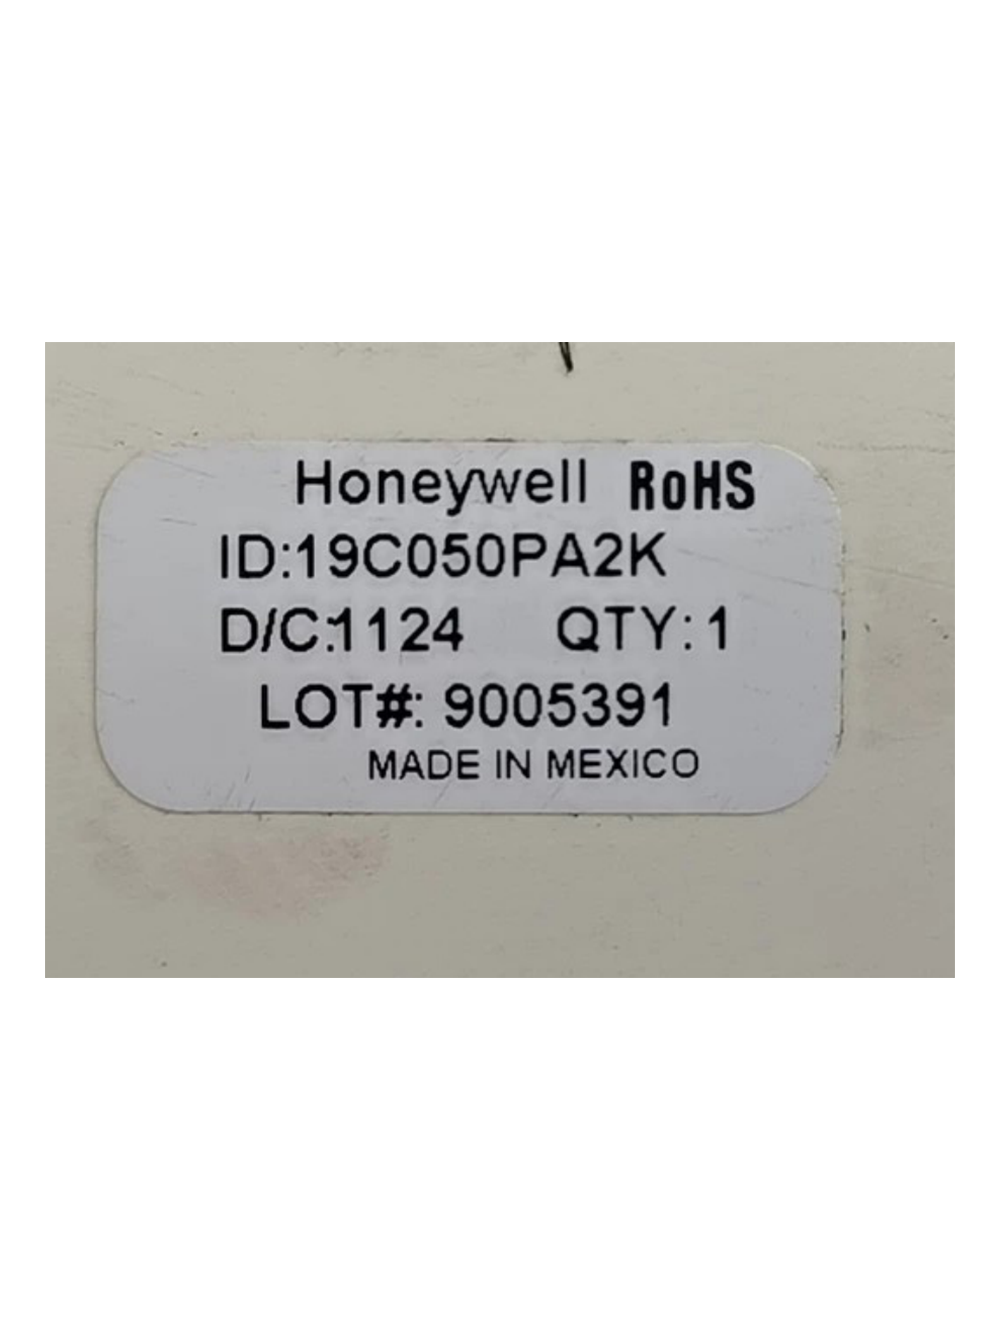 Honeywell RoHS
ID:19C050PA2K
D/C:1124 QTY: 1
LOT#: 9005391
MADE IN MEXICO